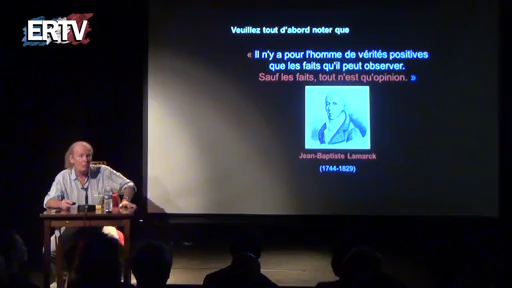 ERTV
Veuillez tout d'abord noter que
« Il n'y a pour l'homme de vérités positives
que les faits qu'il peut observer.
Sauf les faits, tout n'est qu'opinion. »
Jean-Baptiste Lamarck
(1744-1829)